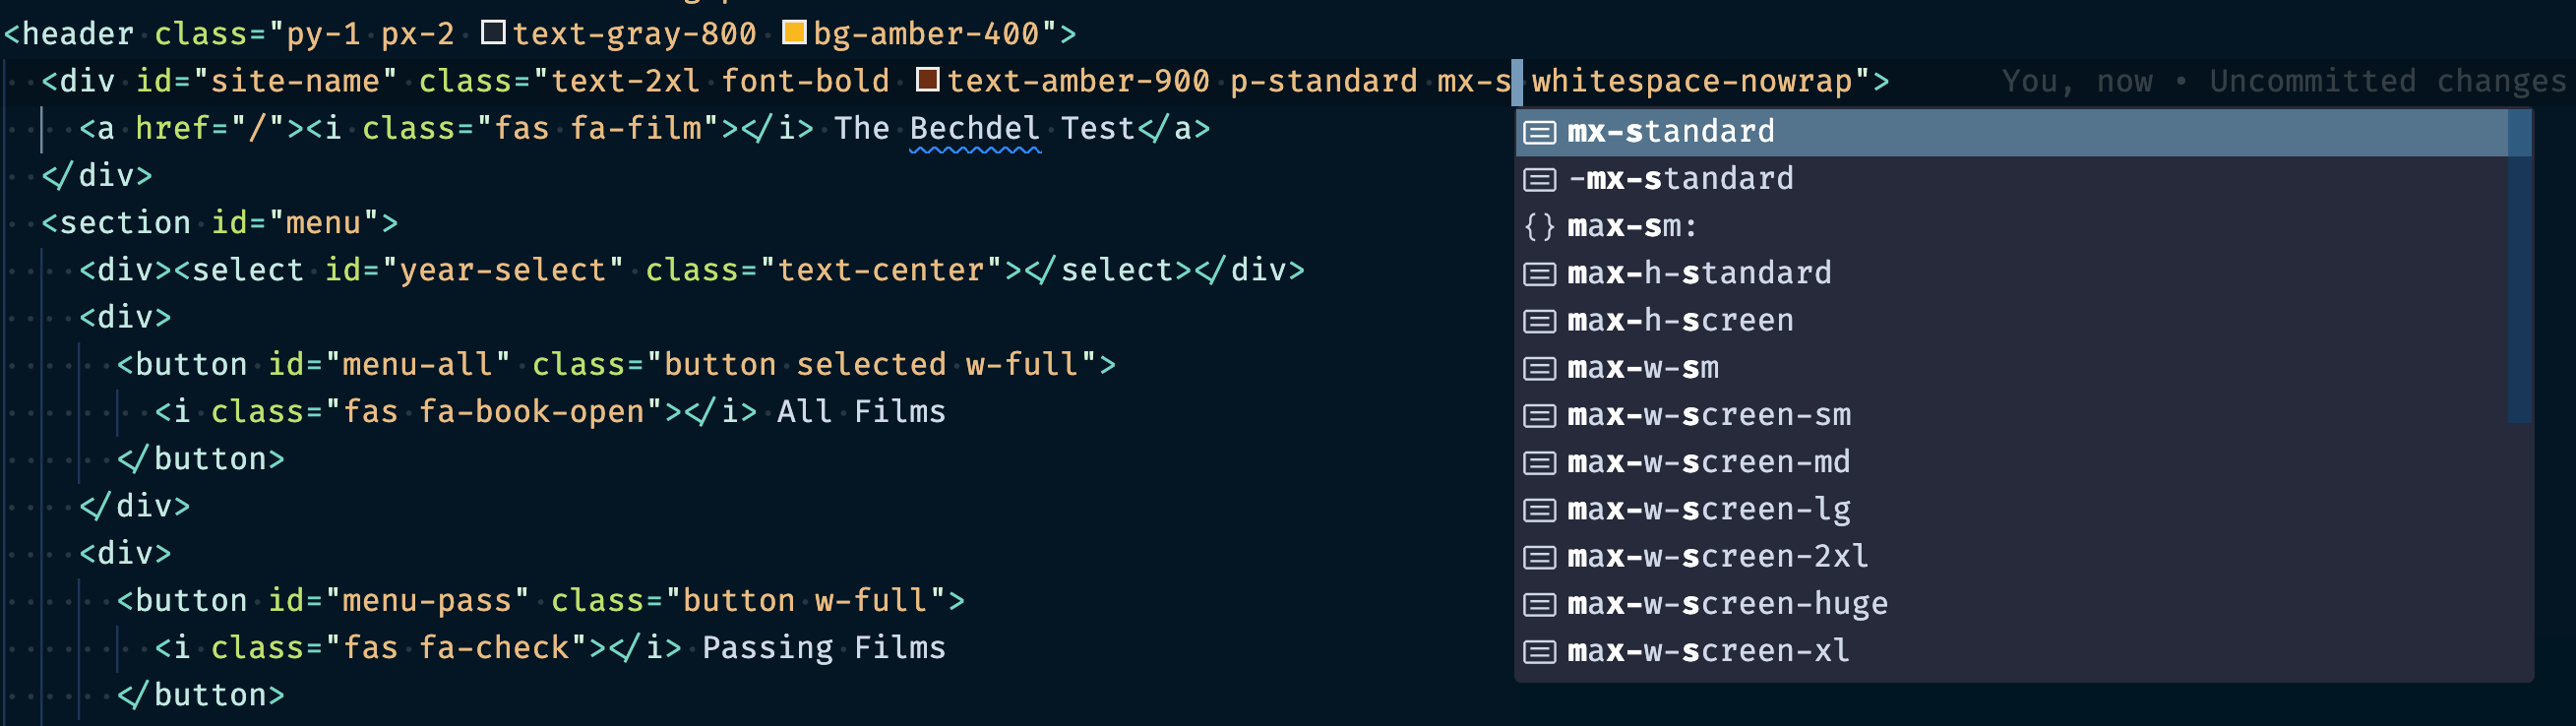 <header class="py-1 px-2 text-gray-800 bg-amber-400">
<div id="site-name" class="text-2xl font-bold text-amber-900 p-standard mx-s whitespace-nowrap"> You, now • Uncommitted changes
<a href="/"><i class="fas fa-film"></i> The Bechdel Test</a>
</div>
<section id="menu">
<div><select id="year-select" class="text-center"></select></div>
<div>
<button id="menu-all" class="button selected w-full">
<i class="fas fa-book-open"></i> All Films
</button>
</div>
<div>
<button id="menu-pass" class="button w-full">
<i class="fas fa-check"></i> Passing Films
</button>
mx-standard
-mx-standard
{} max-sm:
max-h-standard
max-h-screen
max-w-sm
max-w-screen-sm
max-w-screen-md
max-w-screen-lg
max-w-screen-2xl
max-w-screen-huge
max-w-screen-xl